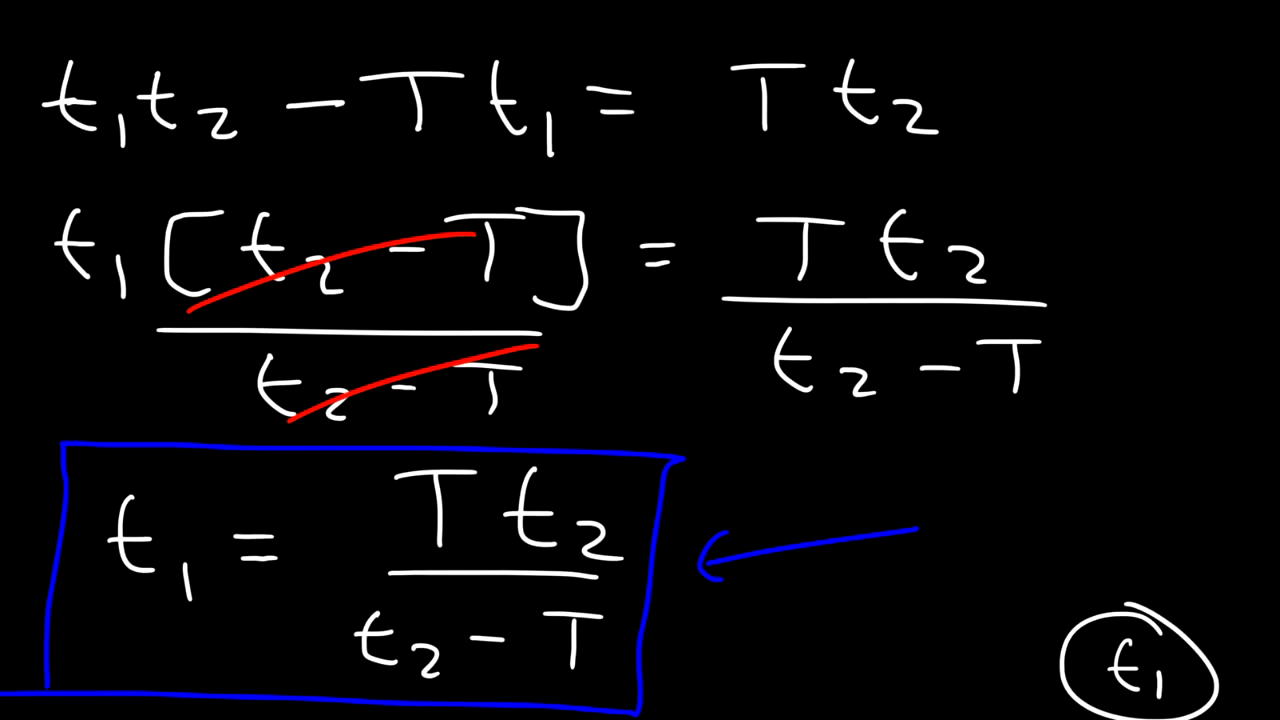 t₁t₂ − Tt₁ = Tt₂
t₁[t₂ − T] = Tt₂
t₂ − T t₂ − T
t₁ = Tt₂
t₂ − T
t₁